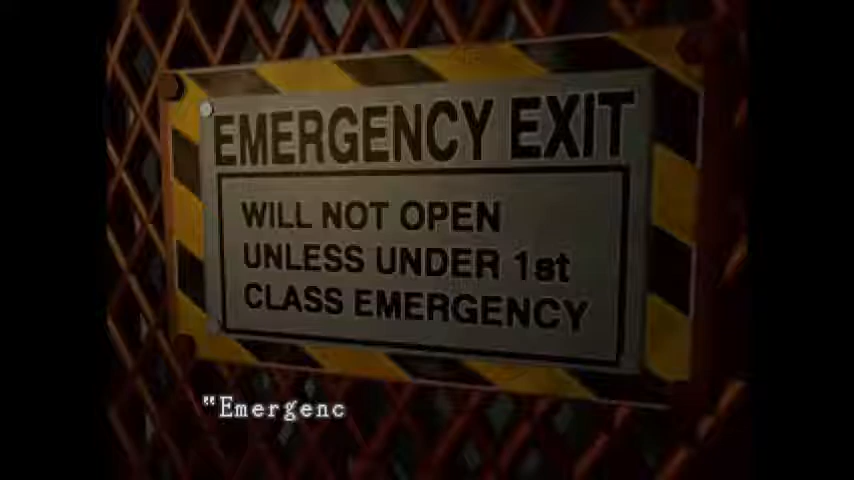 EMERGENCY EXIT
WILL NOT OPEN
UNLESS UNDER 1st
CLASS EMERGENCY
"Emergenc